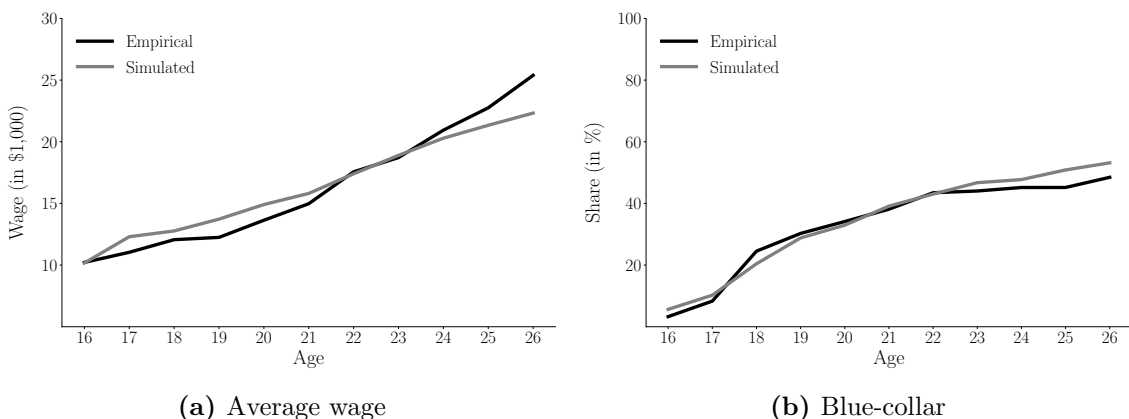 30
25
20
15
10
Wage (in $1,000)
Empirical
Simulated
16 17 18 19 20 21 22 23 24 25 26
Age
(a) Average wage
100
80
60
40
20
Share (in %)
Empirical
Simulated
16 17 18 19 20 21 22 23 24 25 26
Age
(b) Blue-collar